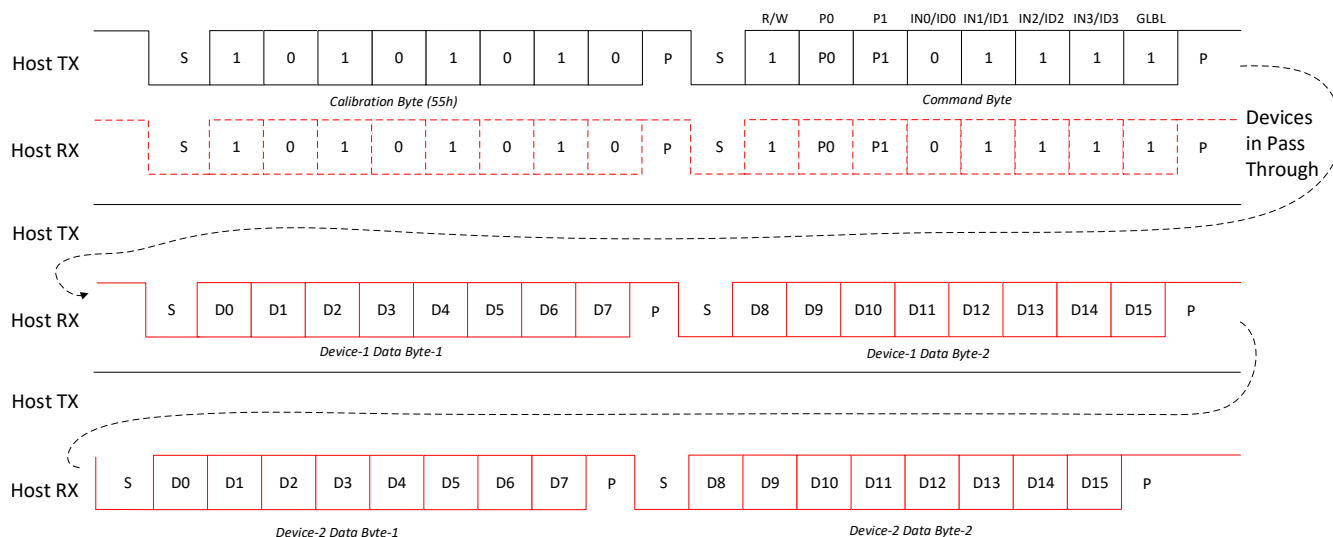 R/W P0 P1 IN0/ID0 IN1/ID1 IN2/ID2 IN3/ID3 GLBL
Host TX S 1 0 1 0 1 0 1 0 P S 1 P0 P1 0 1 1 1 1 P
Calibration Byte (55h) Command Byte
Devices
in Pass
Through
Host RX S 1 0 1 0 1 0 1 0 P S 1 P0 P1 0 1 1 1 1 P
Host TX
Host RX S D0 D1 D2 D3 D4 D5 D6 D7 P S D8 D9 D10 D11 D12 D13 D14 D15 P
Device-1 Data Byte-1 Device-1 Data Byte-2
Host TX
Host RX S D0 D1 D2 D3 D4 D5 D6 D7 P S D8 D9 D10 D11 D12 D13 D14 D15 P
Device-2 Data Byte-1 Device-2 Data Byte-2